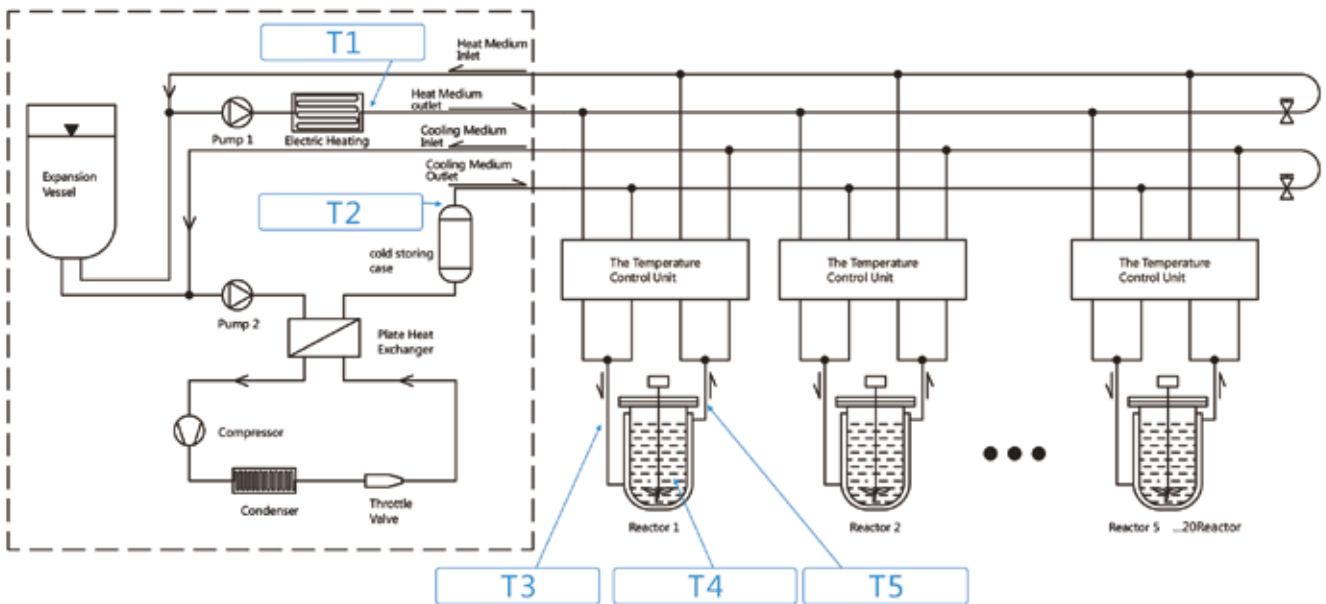 T1
Heat Medium
Inlet
Heat Medium
outlet
Pump 1
Electric Heating
Cooling Medium
Inlet
Cooling Medium
Outlet
Expansion
Vessel
T2
cold storing
case
Pump 2
Plate Heat
Exchanger
Compressor
Condenser
Throttle
Valve
The Temperature
Control Unit
The Temperature
Control Unit
The Temperature
Control Unit
Reactor 1
Reactor 2
Reactor 5 ...20Reactor
T3
T4
T5